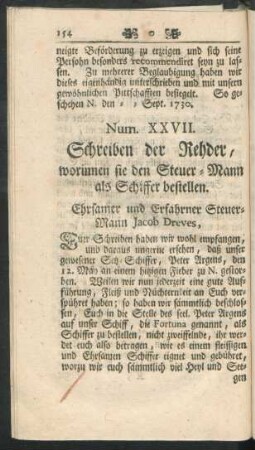 154
neigte Beförderung zu erzeigen und sich seine
Persohn besonders recommendiret seyn zu las-
sen. Zu mehrerer Beglaubigung haben wir
dieses eigenhändig unterschrieben und mit unsern
gewöhnlichen Pittschafften besiegelt. So ge-
schehen N. den = = Sept. 1730.
Num. XXVII.
Schreiben der Rehder,
worinnen sie den Steuer-Mann
als Schiffer bestellen.
Ehrsamer und Erfahrner Steuer-
Mann Jacob Dreves,
Euer Schreiben haben wir wohl empfangen,
und daraus ungerne ersehen, daß unser
gewesener Setz-Schiffer, Peter Argens, den
12. May an einem hitzigen Fieber zu N. gestor-
ben. Weilen wir nun jederzeit eine gute Auf-
führung, Fleiß und Nüchternheit an Euch ver-
spühret haben; so haben wir sämmtlich beschlos-
sen, Euch in die Stelle des seel. Peter Argens
auf unser Schiff, die Fortuna genannt, als
Schiffer zu bestellen, nicht zweiffelnde, ihr wer-
det euch also betragen, wie es einem fleißigen
und Ehrsamen Schiffer eignet und gebühret,
worzu wir euch sämmtlich viel Heyl und See-
gen